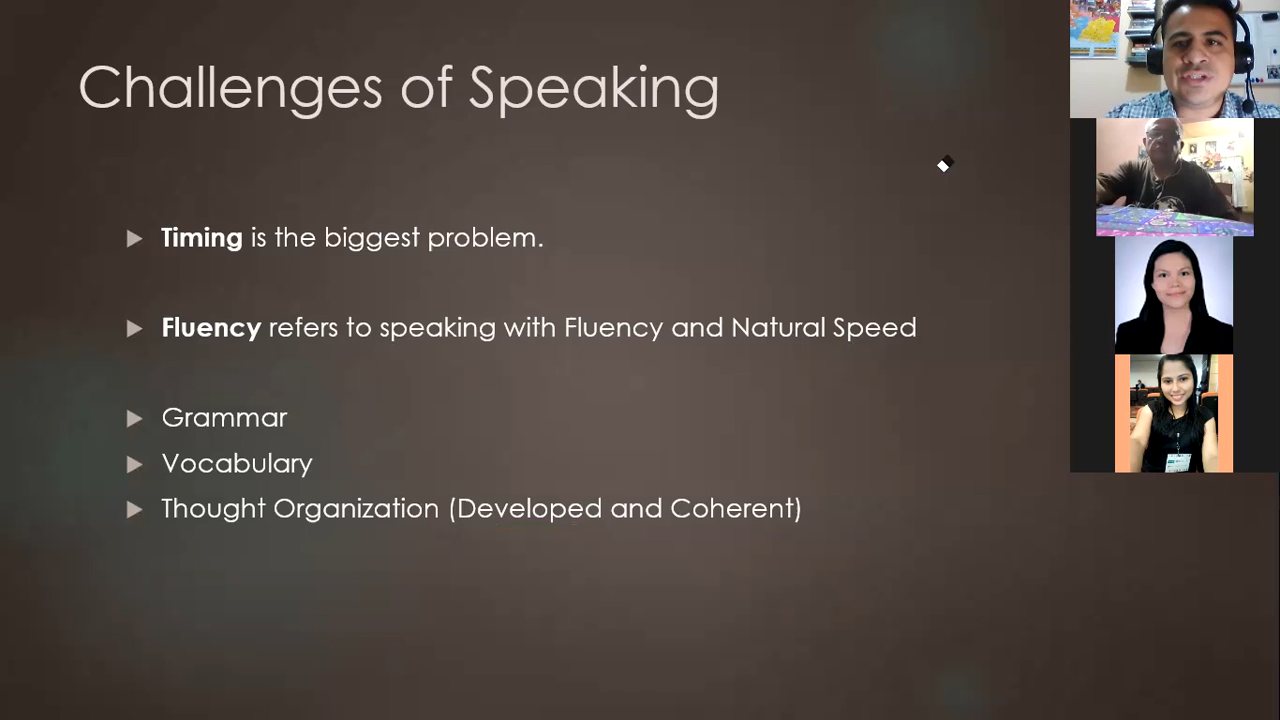 Challenges of Speaking
Timing is the biggest problem.
Fluency refers to speaking with Fluency and Natural Speed
Grammar
Vocabulary
Thought Organization (Developed and Coherent)